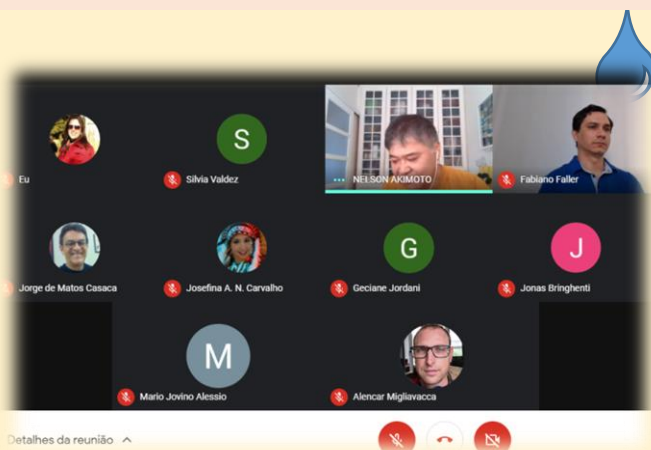 S
Eu
Silvia Valdez
NELSON AKIMOTO
Fabiano Faller
G
J
Jorge de Matos Casaca
Josefina A. N. Carvalho
Geciane Jordani
Jonas Bringhenti
M
Mario Jovino Alessio
Alencar Migliavacca
Detalhes da reunião